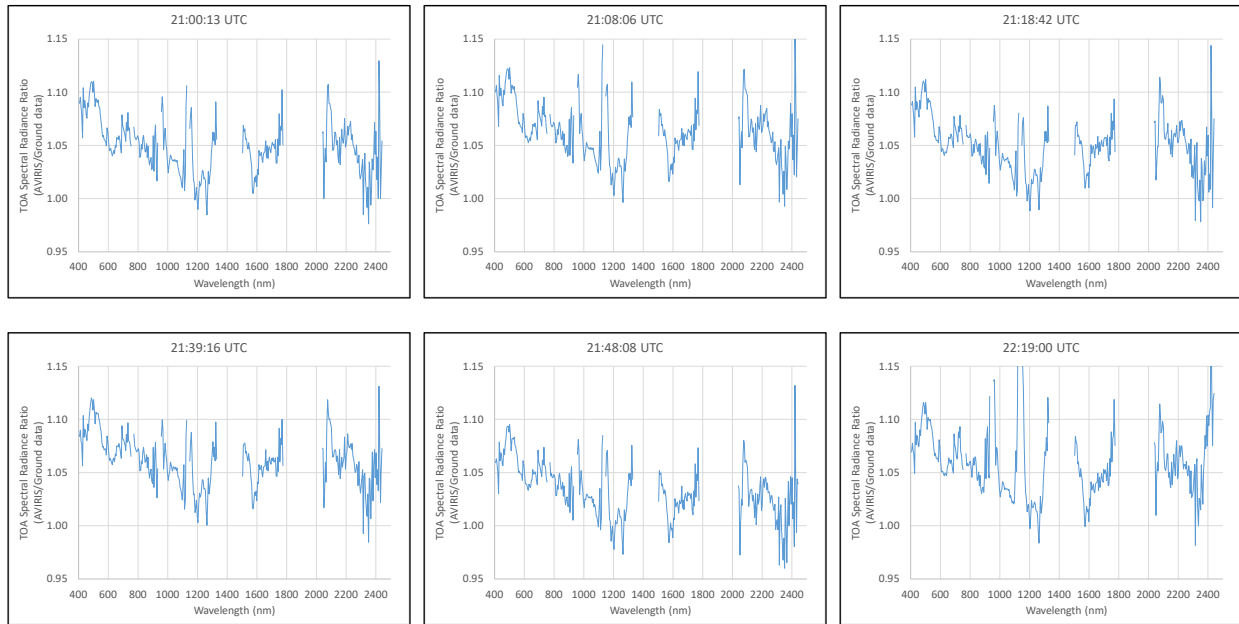 21:00:13 UTC
TOA Spectral Radiance Ratio
(AVIRIS/Ground data)
1.15
1.10
1.05
1.00
0.95
400 600 800 1000 1200 1400 1600 1800 2000 2200 2400
Wavelength (nm)
21:08:06 UTC
TOA Spectral Radiance Ratio
(AVIRIS/Ground data)
1.15
1.10
1.05
1.00
0.95
400 600 800 1000 1200 1400 1600 1800 2000 2200 2400
Wavelength (nm)
21:18:42 UTC
TOA Spectral Radiance Ratio
(AVIRIS/Ground data)
1.15
1.10
1.05
1.00
0.95
400 600 800 1000 1200 1400 1600 1800 2000 2200 2400
Wavelength (nm)
21:39:16 UTC
TOA Spectral Radiance Ratio
(AVIRIS/Ground data)
1.15
1.10
1.05
1.00
0.95
400 600 800 1000 1200 1400 1600 1800 2000 2200 2400
Wavelength (nm)
21:48:08 UTC
TOA Spectral Radiance Ratio
(AVIRIS/Ground data)
1.15
1.10
1.05
1.00
0.95
400 600 800 1000 1200 1400 1600 1800 2000 2200 2400
Wavelength (nm)
22:19:00 UTC
TOA Spectral Radiance Ratio
(AVIRIS/Ground data)
1.15
1.10
1.05
1.00
0.95
400 600 800 1000 1200 1400 1600 1800 2000 2200 2400
Wavelength (nm)